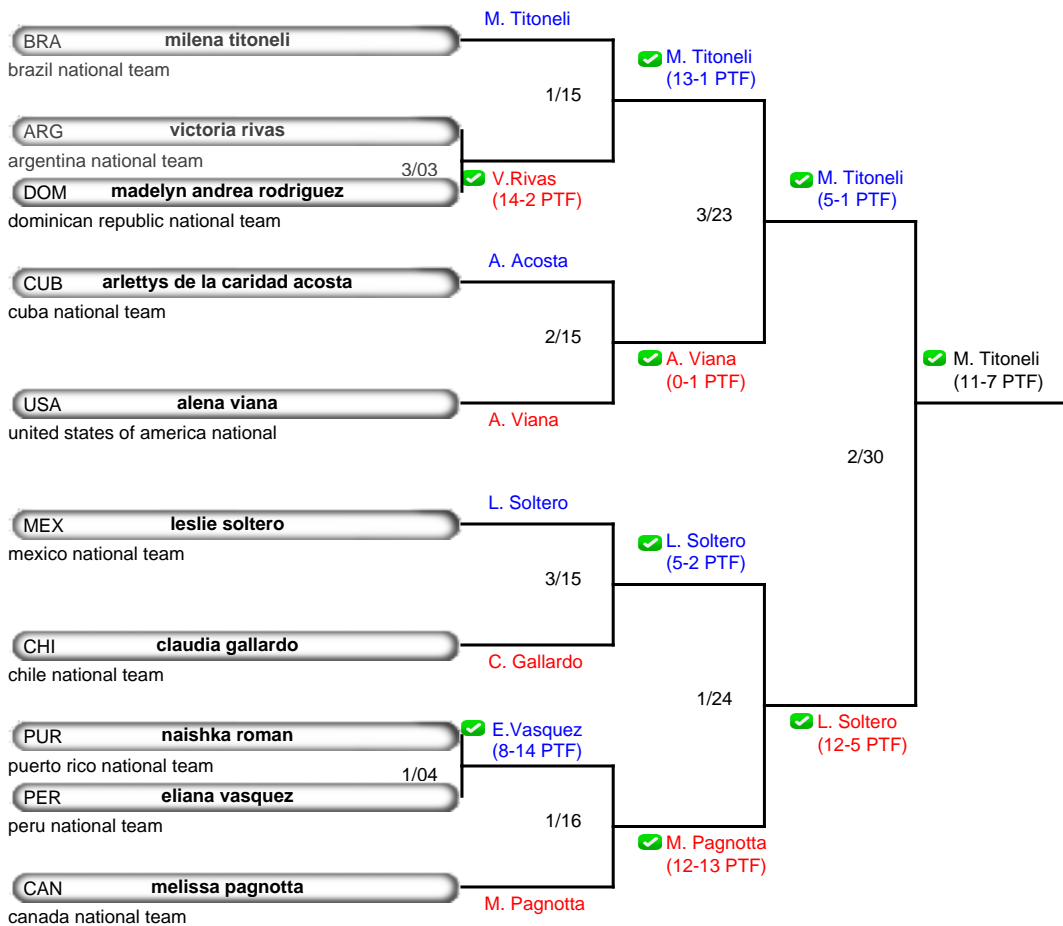 M. Titoneli
BRA milena titoneli
brazil national team
M. Titoneli
(13-1 PTF)
1/15
ARG victoria rivas
argentina national team
3/03
V.Rivas
(14-2 PTF)
DOM madelyn andrea rodriguez
dominican republic national team
M. Titoneli
(5-1 PTF)
3/23
A. Acosta
CUB arlettys de la caridad acosta
cuba national team
2/15
A. Viana
(0-1 PTF)
M. Titoneli
(11-7 PTF)
USA alena viana
united states of america national
A. Viana
2/30
L. Soltero
MEX leslie soltero
mexico national team
L. Soltero
(5-2 PTF)
3/15
CHI claudia gallardo
chile national team
C. Gallardo
1/24
L. Soltero
(12-5 PTF)
PUR naishka roman
puerto rico national team
E.Vasquez
(8-14 PTF)
1/04
PER eliana vasquez
peru national team
1/16
M. Pagnotta
(12-13 PTF)
CAN melissa pagnotta
canada national team
M. Pagnotta